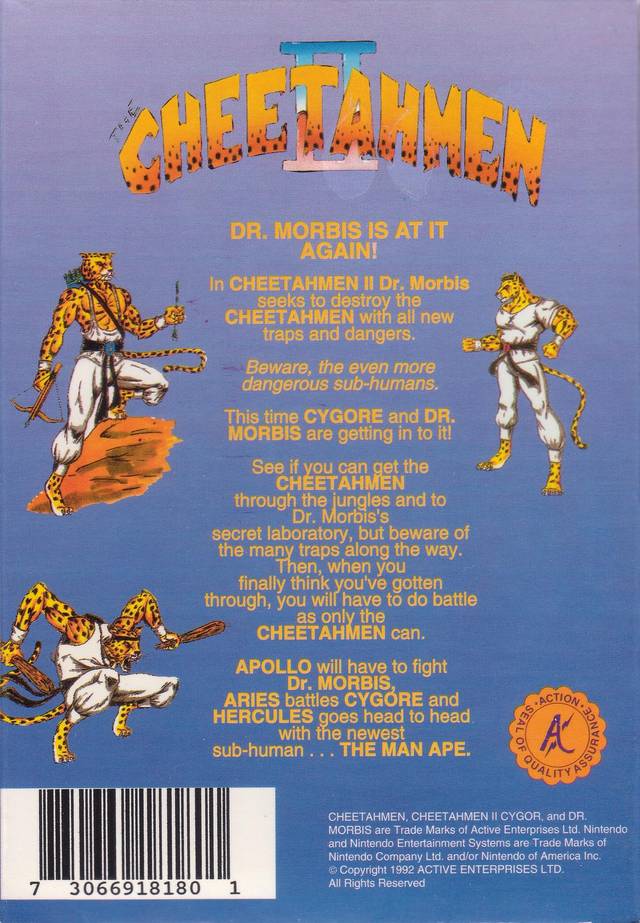 THE
CHEETAHMEN
II
DR. MORBIS IS AT IT
AGAIN!
In CHEETAHMEN II Dr. Morbis
seeks to destroy the
CHEETAHMEN with all new
traps and dangers.
Beware, the even more
dangerous sub-humans.
This time CYGORE and DR.
MORBIS are getting in to it!
See if you can get the
CHEETAHMEN
through the jungles and to
Dr. Morbis's
secret laboratory, but beware of
the many traps along the way.
Then, when you
finally think you've gotten
through, you will have to do battle
as only the
CHEETAHMEN can.
APOLLO will have to fight
Dr. MORBIS,
ARIES battles CYGORE and
HERCULES goes head to head
with the newest
sub-human . . . THE MAN APE.
ACTION
SEAL OF QUALITY ASSURANCE
A
7 3066918180 1
CHEETAHMEN, CHEETAHMEN II CYGOR, and DR.
MORBIS are Trade Marks of Active Enterprises Ltd. Nintendo
and Nintendo Entertainment Systems are Trade Marks of
Nintendo Company Ltd. and/or Nintendo of America Inc.
© Copyright 1992 ACTIVE ENTERPRISES LTD.
All Rights Reserved